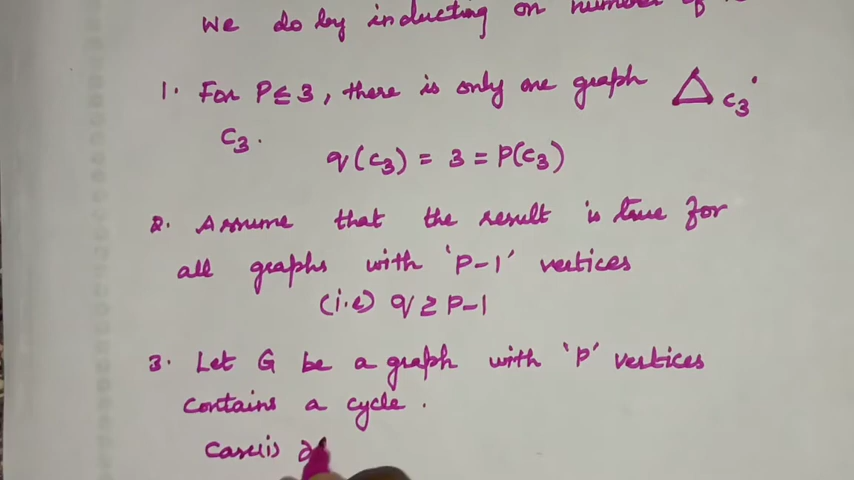 We do by inducting on number of
1. For P ≤ 3, there is only one graph C3.
C3.
q(C3) = 3 = P(C3)
2. Assume that the result is true for
all graphs with 'P-1' vertices
(i.e) q ≥ P-1
3. Let G be a graph with 'P' vertices
contains a cycle.